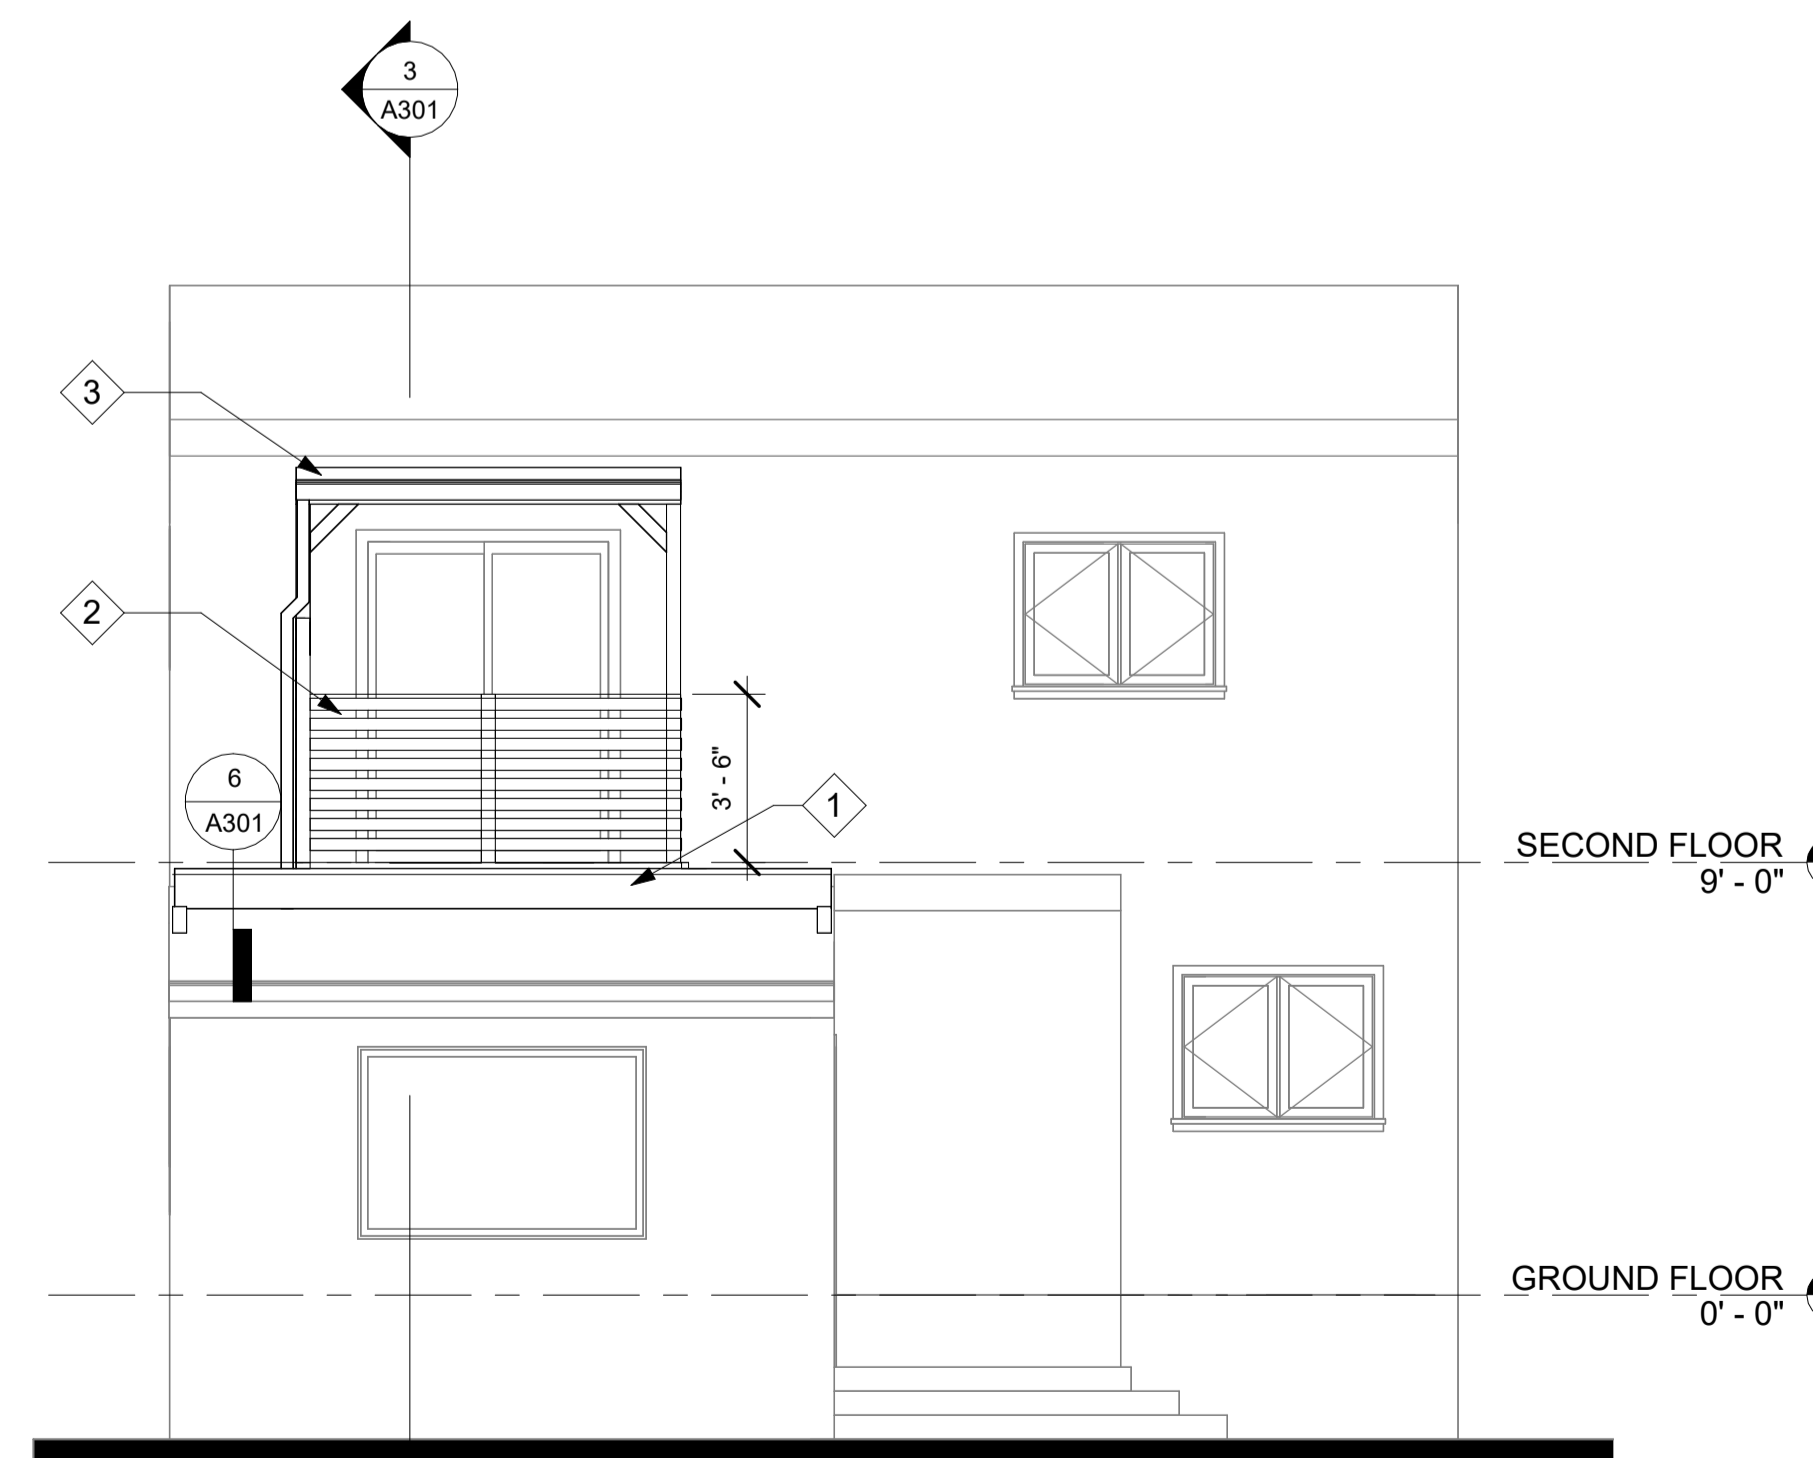 3
A301
3
2
6
A301
3' - 6"
1
SECOND FLOOR
9' - 0"
GROUND FLOOR
0' - 0"